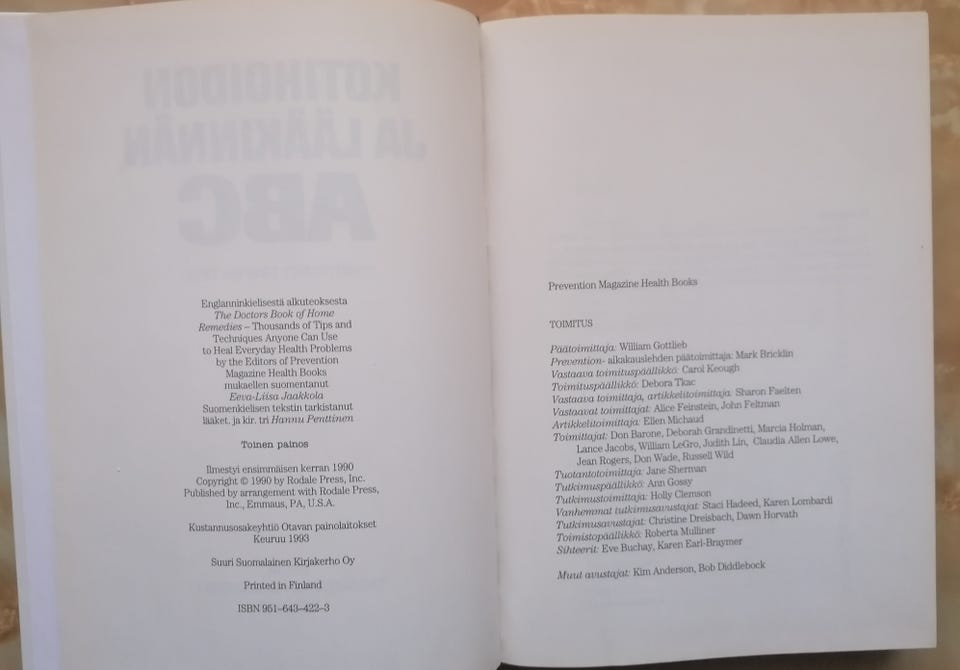 KOTIHOIDON
JA LÄÄKINNÄN
ABC
Englanninkielisestä alkuteoksesta
The Doctors Book of Home
Remedies – Thousands of Tips and
Techniques Anyone Can Use
to Heal Everyday Health Problems
by the Editors of Prevention
Magazine Health Books
mukaellen suomentanut
Eeva-Liisa Jaakkola
Suomenkielisen tekstin tarkistanut
lääket. ja kir. tri Hannu Penttinen
Toinen painos
Ilmestyi ensimmäisen kerran 1990
Copyright © 1990 by Rodale Press, Inc.
Published by arrangement with Rodale Press,
Inc., Emmaus, PA, U.S.A.
Kustannusosakeyhtiö Otavan painolaitokset
Keuruu 1993
Suuri Suomalainen Kirjakerho Oy
Printed in Finland
ISBN 951–643–422–3
Prevention Magazine Health Books
TOIMITUS
Päätoimittaja: William Gottlieb
Prevention- aikakauslehden päätoimittaja: Mark Bricklin
Vastaava toimituspäällikkö: Carol Keough
Toimituspäällikkö: Debora Tkac
Vastaava toimittaja, artikkelitoimittaja: Sharon Faelten
Vastaavat toimittajat: Alice Feinstein, John Feltman
Artikkelitoimittaja: Ellen Michaud
Toimittajat: Don Barone, Deborah Grandinetti, Marcia Holman,
Lance Jacobs, William LeGro, Judith Lin, Claudia Allen Lowe,
Jean Rogers, Don Wade, Russell Wild
Tuotantotoimittaja: Jane Sherman
Tutkimuspäällikkö: Ann Gossy
Tutkimustoimittaja: Holly Clemson
Vanhemmat tutkimusavustajat: Staci Hadeed, Karen Lombardi
Tutkimusavustajat: Christine Dreisbach, Dawn Horvath
Toimistopäällikkö: Roberta Mulliner
Sihteerit: Eve Buchay, Karen Earl-Braymer
Muut avustajat: Kim Anderson, Bob Diddlebock